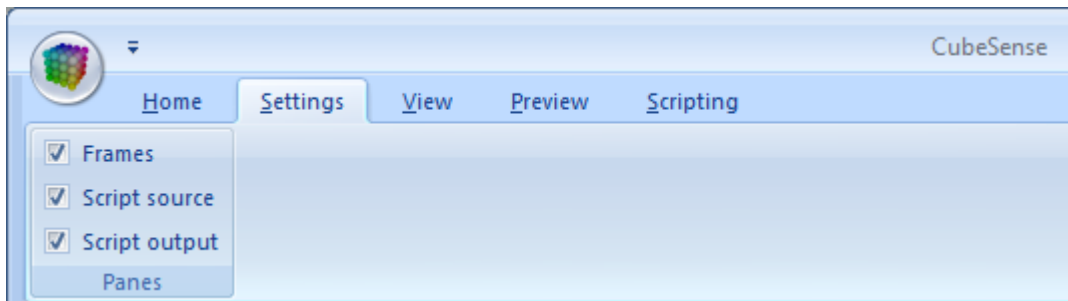 CubeSense
Home Settings View Preview Scripting
Frames
Script source
Script output
Panes